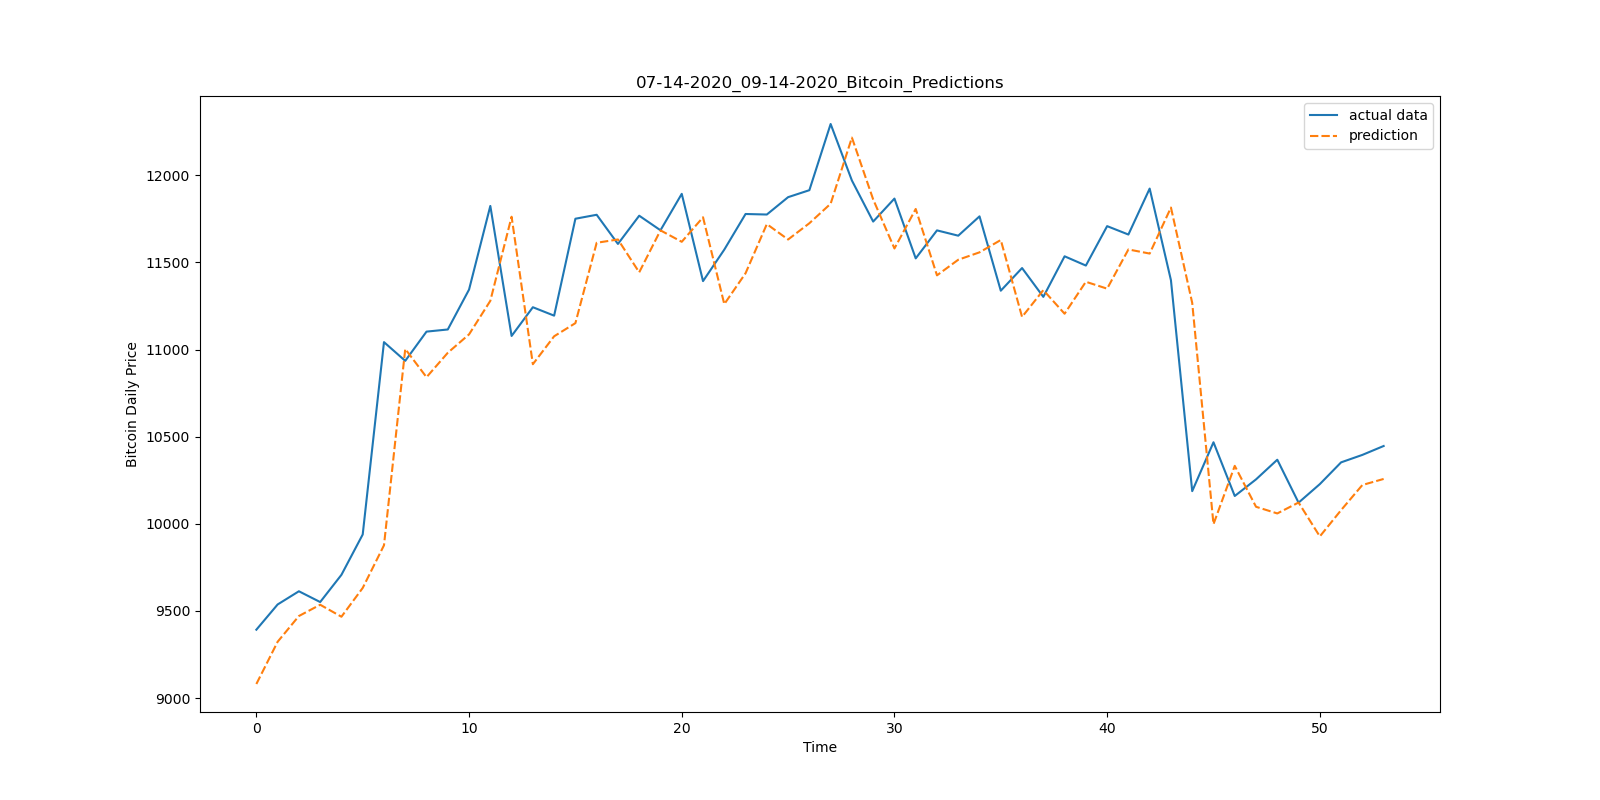 07-14-2020_09-14-2020_Bitcoin_Predictions
actual data
prediction
12000
11500
11000
10500
10000
9500
9000
Bitcoin Daily Price
0 10 20 30 40 50
Time